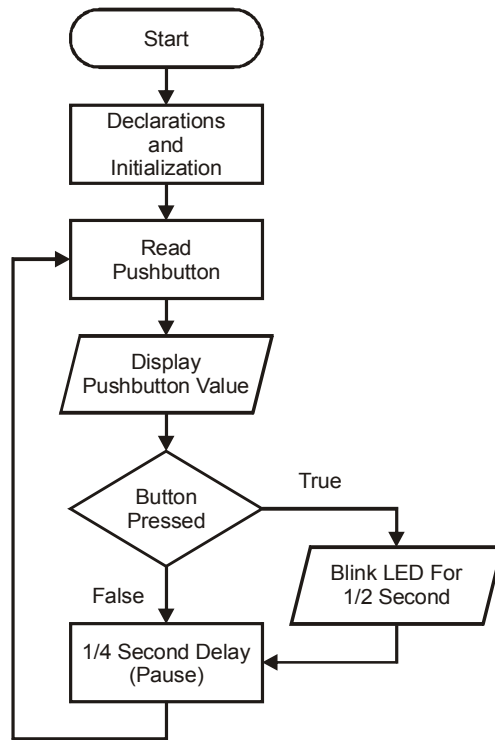 Start
Declarations
and
Initialization
Read
Pushbutton
Display
Pushbutton Value
Button
Pressed
True
Blink LED For
1/2 Second
False
1/4 Second Delay
(Pause)